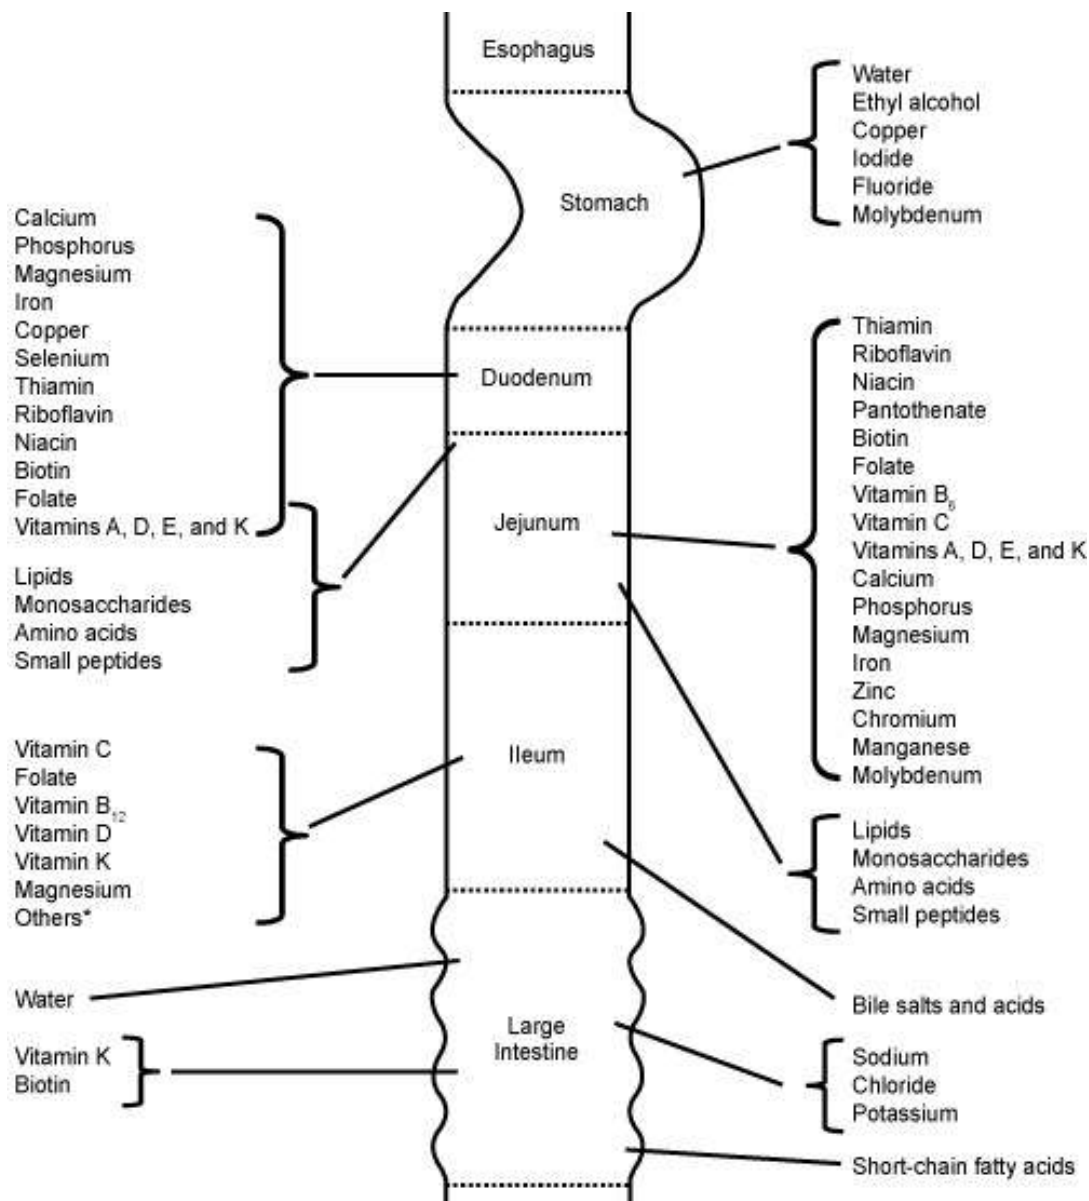 Esophagus
Stomach
Water
Ethyl alcohol
Copper
Iodide
Fluoride
Molybdenum
Calcium
Phosphorus
Magnesium
Iron
Copper
Selenium
Thiamin
Riboflavin
Niacin
Biotin
Folate
Vitamins A, D, E, and K
Lipids
Monosaccharides
Amino acids
Small peptides
Duodenum
Jejunum
Thiamin
Riboflavin
Niacin
Pantothenate
Biotin
Folate
Vitamin B₆
Vitamin C
Vitamins A, D, E, and K
Calcium
Phosphorus
Magnesium
Iron
Zinc
Chromium
Manganese
Molybdenum
Lipids
Monosaccharides
Amino acids
Small peptides
Vitamin C
Folate
Vitamin B₁₂
Vitamin D
Vitamin K
Magnesium
Others*
Ileum
Bile salts and acids
Water
Vitamin K
Biotin
Large
Intestine
Sodium
Chloride
Potassium
Short-chain fatty acids